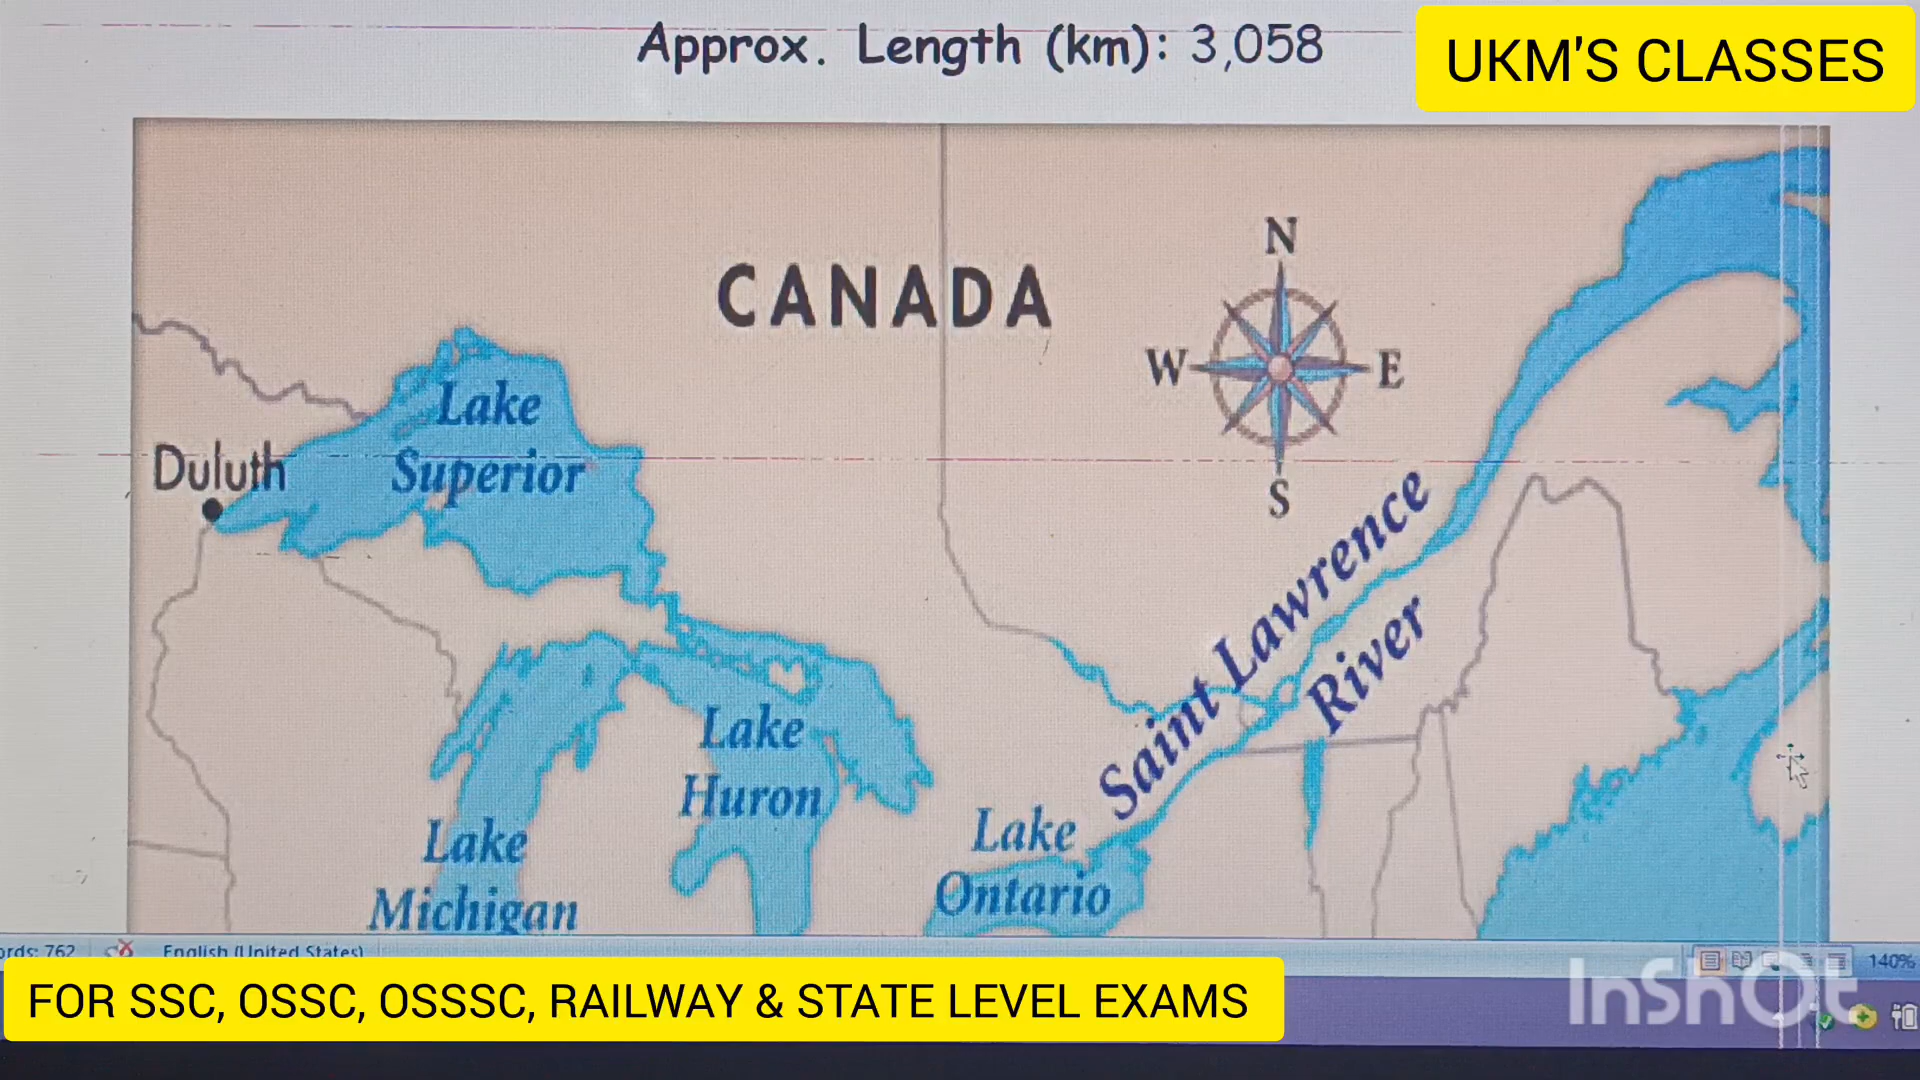 Approx. Length (km): 3,058
UKM'S CLASSES
CANADA
N
W
E
S
Lake
Superior
Duluth
Saint Lawrence
River
Lake
Huron
Lake
Michigan
Lake
Ontario
English (United States)
140%
FOR SSC, OSSC, OSSSC, RAILWAY & STATE LEVEL EXAMS
InShOt